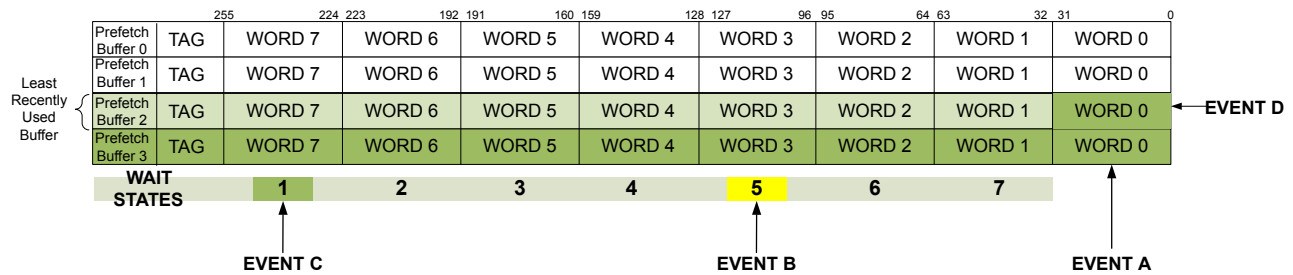 255 224 223 192 191 160 159 128 127 96 95 64 63 32 31 0
Prefetch Buffer 0 TAG WORD 7 WORD 6 WORD 5 WORD 4 WORD 3 WORD 2 WORD 1 WORD 0
Prefetch Buffer 1 TAG WORD 7 WORD 6 WORD 5 WORD 4 WORD 3 WORD 2 WORD 1 WORD 0
Least Recently Used Buffer
Prefetch Buffer 2 TAG WORD 7 WORD 6 WORD 5 WORD 4 WORD 3 WORD 2 WORD 1 WORD 0 EVENT D
Prefetch Buffer 3 TAG WORD 7 WORD 6 WORD 5 WORD 4 WORD 3 WORD 2 WORD 1 WORD 0
WAIT STATES 1 2 3 4 5 6 7
EVENT C EVENT B EVENT A